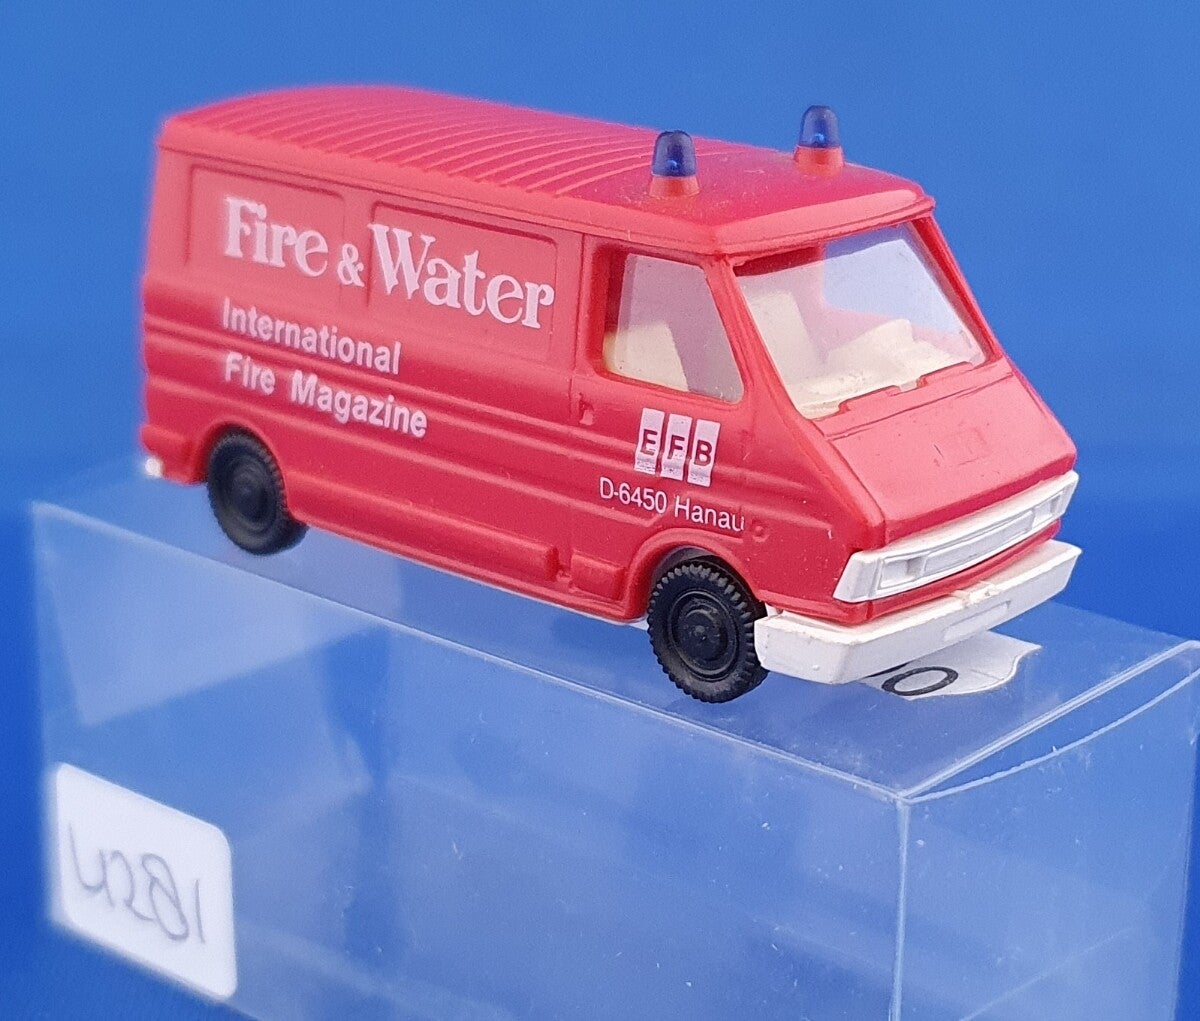 Fire & Water
International
Fire Magazine
EFB
D-6450 Hanau
4281